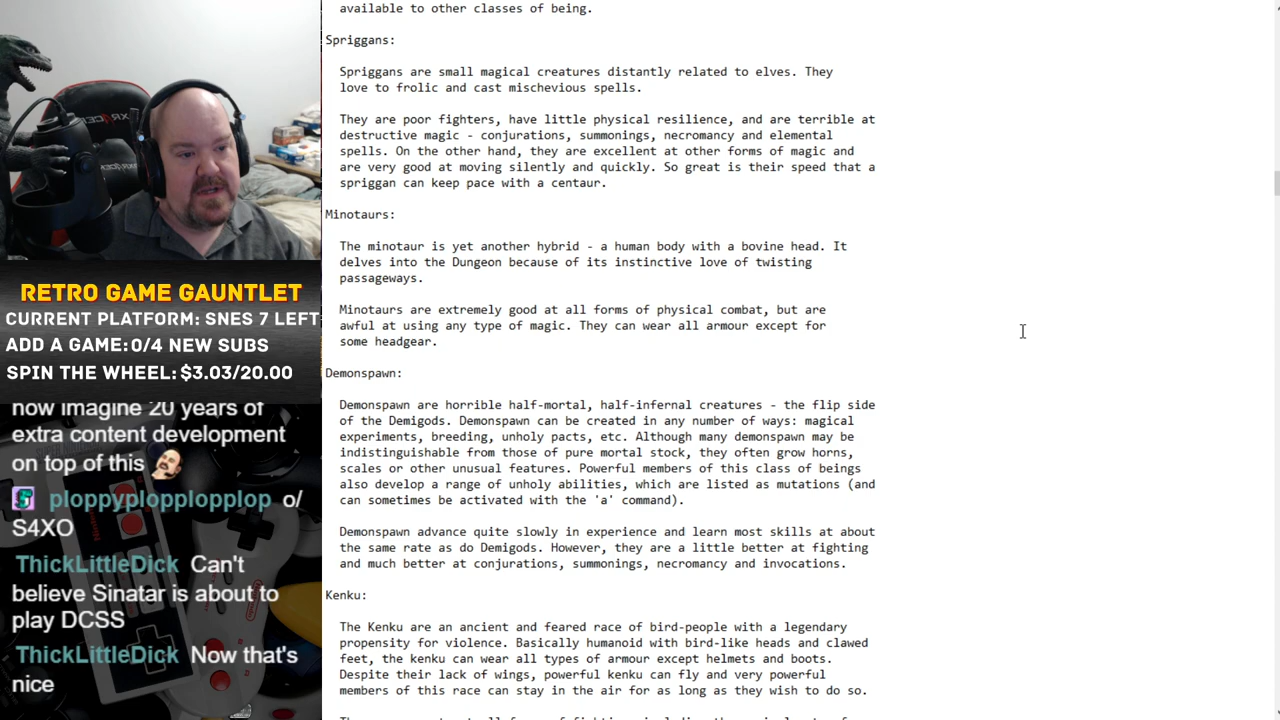 available to other classes of being.
Spriggans:
Spriggans are small magical creatures distantly related to elves. They
love to frolic and cast mischevious spells.
They are poor fighters, have little physical resilience, and are terrible at
destructive magic - conjurations, summonings, necromancy and elemental
spells. On the other hand, they are excellent at other forms of magic and
are very good at moving silently and quickly. So great is their speed that a
spriggan can keep pace with a centaur.
Minotaurs:
The minotaur is yet another hybrid - a human body with a bovine head. It
delves into the Dungeon because of its instinctive love of twisting
passageways.
Minotaurs are extremely good at all forms of physical combat, but are
awful at using any type of magic. They can wear all armour except for
some headgear.
Demonspawn:
Demonspawn are horrible half-mortal, half-infernal creatures - the flip side
of the Demigods. Demonspawn can be created in any number of ways: magical
experiments, breeding, unholy pacts, etc. Although many demonspawn may be
indistinguishable from those of pure mortal stock, they often grow horns,
scales or other unusual features. Powerful members of this class of beings
also develop a range of unholy abilities, which are listed as mutations (and
can sometimes be activated with the 'a' command).
Demonspawn advance quite slowly in experience and learn most skills at about
the same rate as do Demigods. However, they are a little better at fighting
and much better at conjurations, summonings, necromancy and invocations.
Kenku:
The Kenku are an ancient and feared race of bird-people with a legendary
propensity for violence. Basically humanoid with bird-like heads and clawed
feet, the kenku can wear all types of armour except helmets and boots.
Despite their lack of wings, powerful kenku can fly and very powerful
members of this race can stay in the air for as long as they wish to do so.
RETRO GAME GAUNTLET
CURRENT PLATFORM: SNES 7 LEFT
ADD A GAME: 0/4 NEW SUBS
SPIN THE WHEEL: $3.03/20.00
now imagine 20 years of
extra content development
on top of this
ploppyplopplopplop o/
S4XO
ThickLittleDick Can't
believe Sinatar is about to
play DCSS
ThickLittleDick Now that's
nice